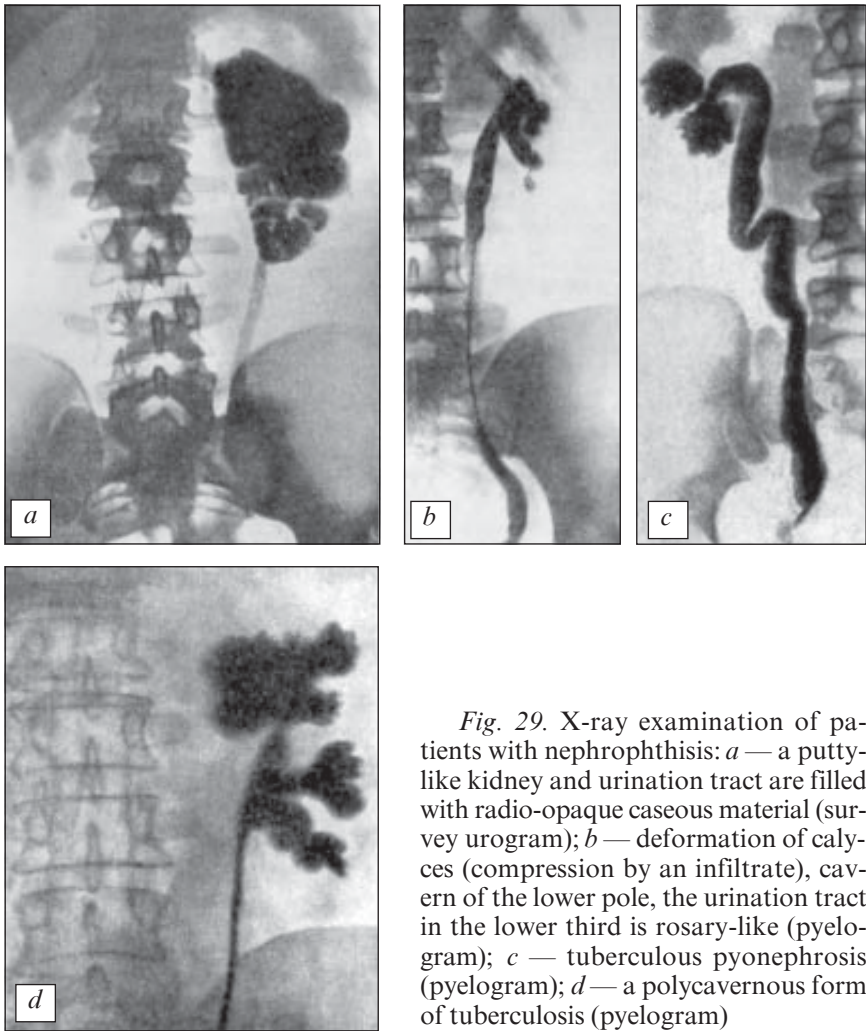 a
b
c
d
Fig. 29. X-ray examination of pa-
tients with nephrophthisis: a — a putty-
like kidney and urination tract are filled
with radio-opaque caseous material (sur-
vey urogram); b — deformation of caly-
ces (compression by an infiltrate), cav-
ern of the lower pole, the urination tract
in the lower third is rosary-like (pyelo-
gram); c — tuberculous pyonephrosis
(pyelogram); d — a polycavernous form
of tuberculosis (pyelogram)